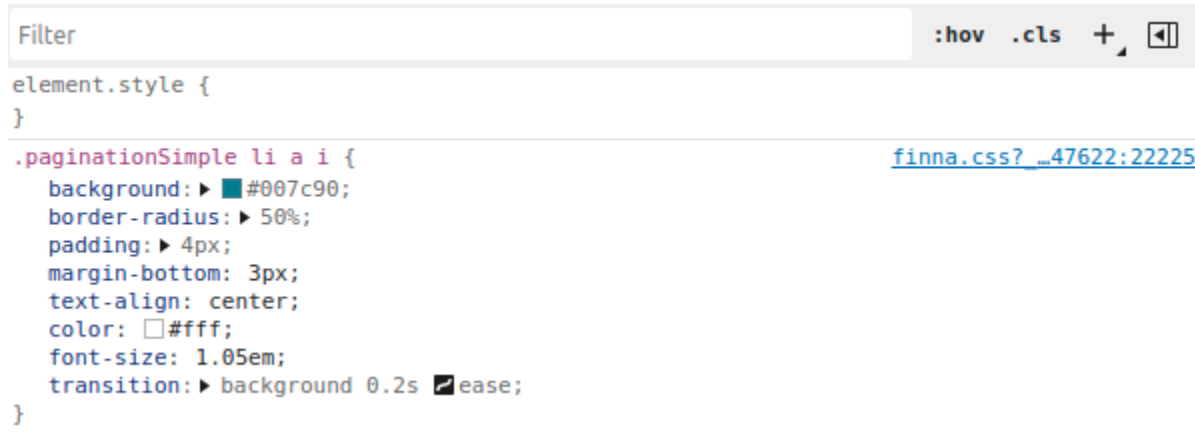 Filter :hov .cls +
element.style {
}
.paginationSimple li a i { finna.css?_…47622:22225
background: #007c90;
border-radius: 50%;
padding: 4px;
margin-bottom: 3px;
text-align: center;
color: #fff;
font-size: 1.05em;
transition: background 0.2s ease;
}